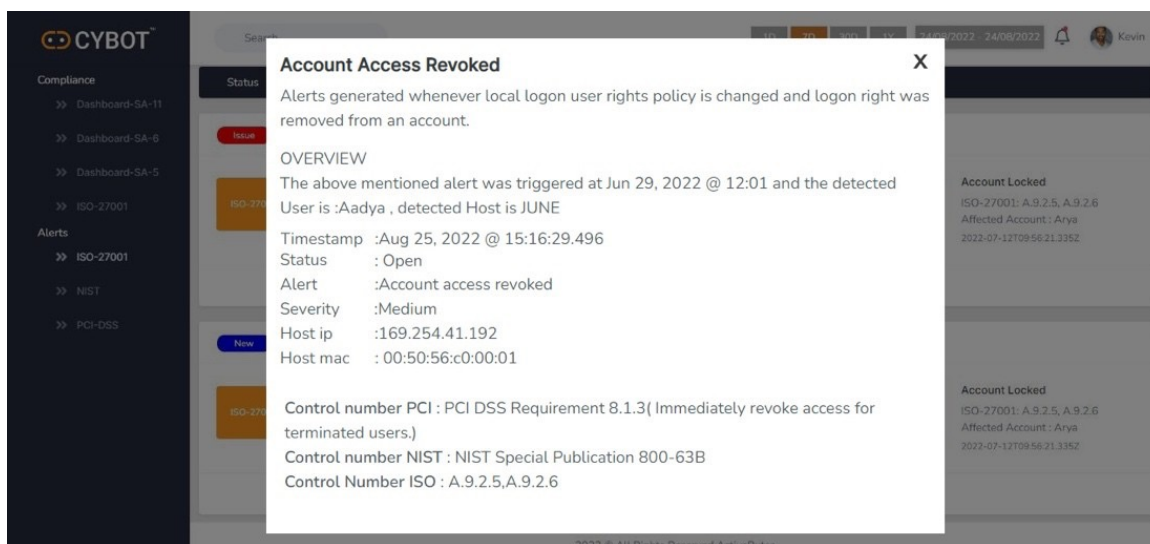 CYBOT™
Search
1D 7D 30D 1Y 24/08/2022 - 24/08/2022 Kevin
Compliance
Dashboard-SA-11
Dashboard-SA-6
Dashboard-SA-5
ISO-27001
Alerts
ISO-27001
NIST
PCI-DSS
Status
Issue
ISO-270
New
ISO-270
Account Access Revoked X
Alerts generated whenever local logon user rights policy is changed and logon right was
removed from an account.
OVERVIEW
The above mentioned alert was triggered at Jun 29, 2022 @ 12:01 and the detected
User is :Aadya , detected Host is JUNE
Timestamp :Aug 25, 2022 @ 15:16:29.496
Status : Open
Alert :Account access revoked
Severity :Medium
Host ip :169.254.41.192
Host mac : 00:50:56:c0:00:01
Control number PCI : PCI DSS Requirement 8.1.3( Immediately revoke access for
terminated users.)
Control number NIST : NIST Special Publication 800-63B
Control Number ISO : A.9.2.5,A.9.2.6
Account Locked
ISO-27001: A.9.2.5, A.9.2.6
Affected Account : Arya
2022-07-12T09:56:21.335Z
Account Locked
ISO-27001: A.9.2.5, A.9.2.6
Affected Account : Arya
2022-07-12T09:56:21.335Z